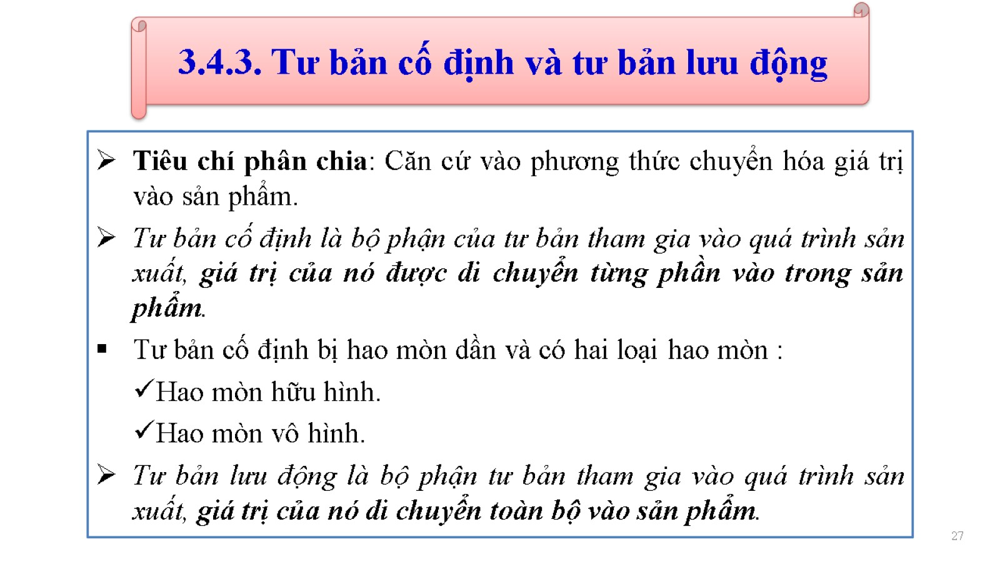 3.4.3. Tư bản cố định và tư bản lưu động
➢ Tiêu chí phân chia: Căn cứ vào phương thức chuyển hóa giá trị
vào sản phẩm.
➢ Tư bản cố định là bộ phận của tư bản tham gia vào quá trình sản
xuất, giá trị của nó được di chuyển từng phần vào trong sản
phẩm.
▪ Tư bản cố định bị hao mòn dần và có hai loại hao mòn :
✓Hao mòn hữu hình.
✓Hao mòn vô hình.
➢ Tư bản lưu động là bộ phận tư bản tham gia vào quá trình sản
xuất, giá trị của nó di chuyển toàn bộ vào sản phẩm.
27